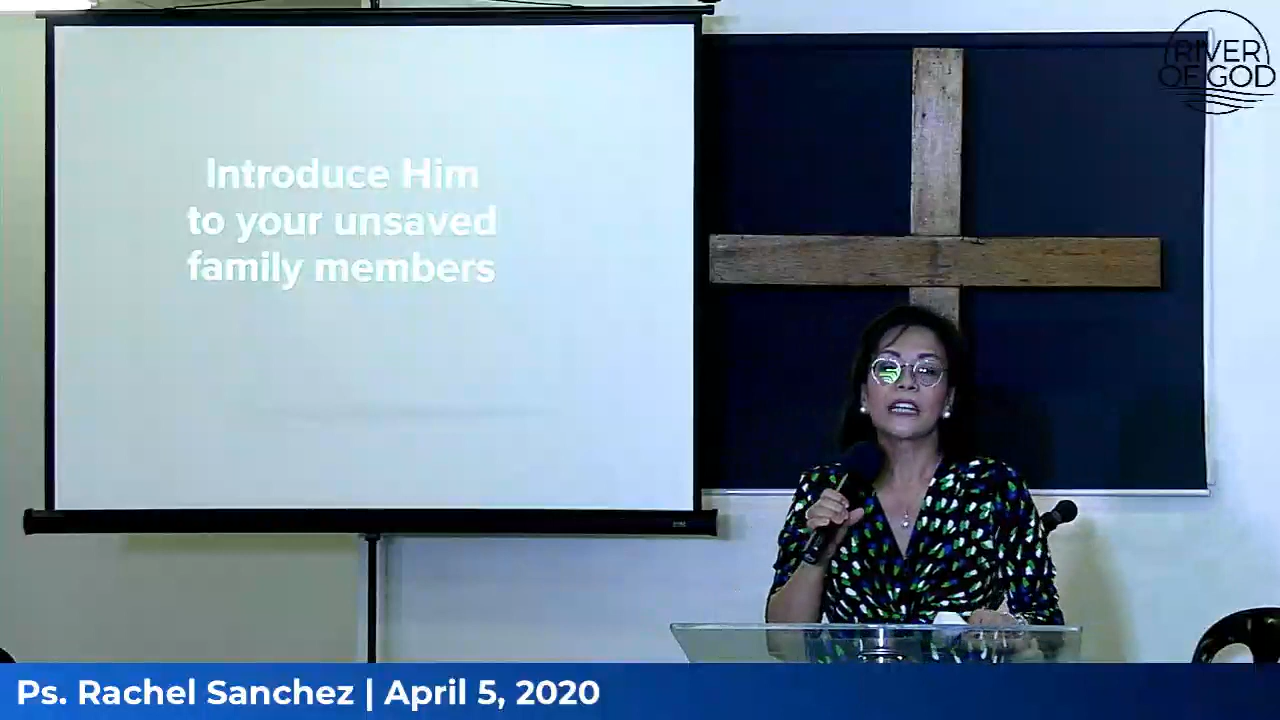 RIVER
OF GOD
Introduce Him
to your unsaved
family members
Ps. Rachel Sanchez | April 5, 2020